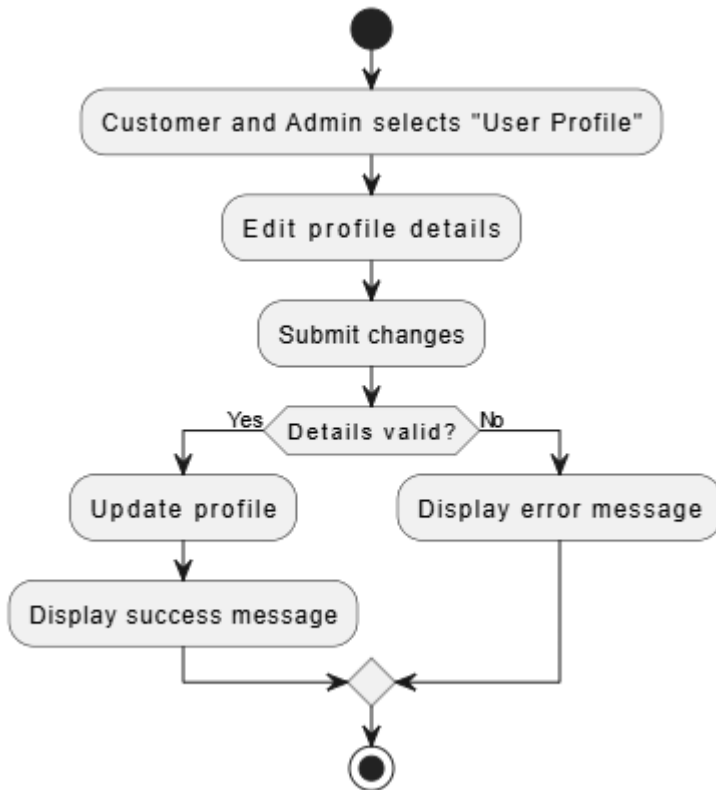 Customer and Admin selects "User Profile"
Edit profile details
Submit changes
Yes
Details valid?
No
Update profile
Display error message
Display success message